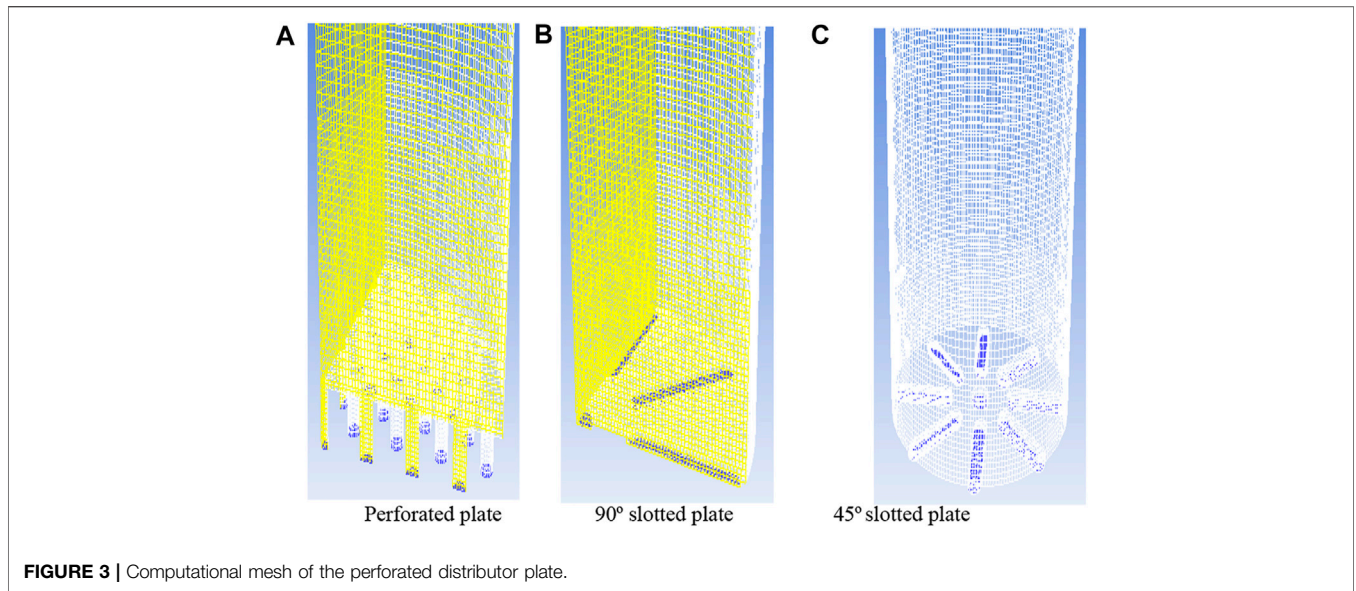 A B C
Perforated plate 90º slotted plate 45º slotted plate
FIGURE 3 | Computational mesh of the perforated distributor plate.